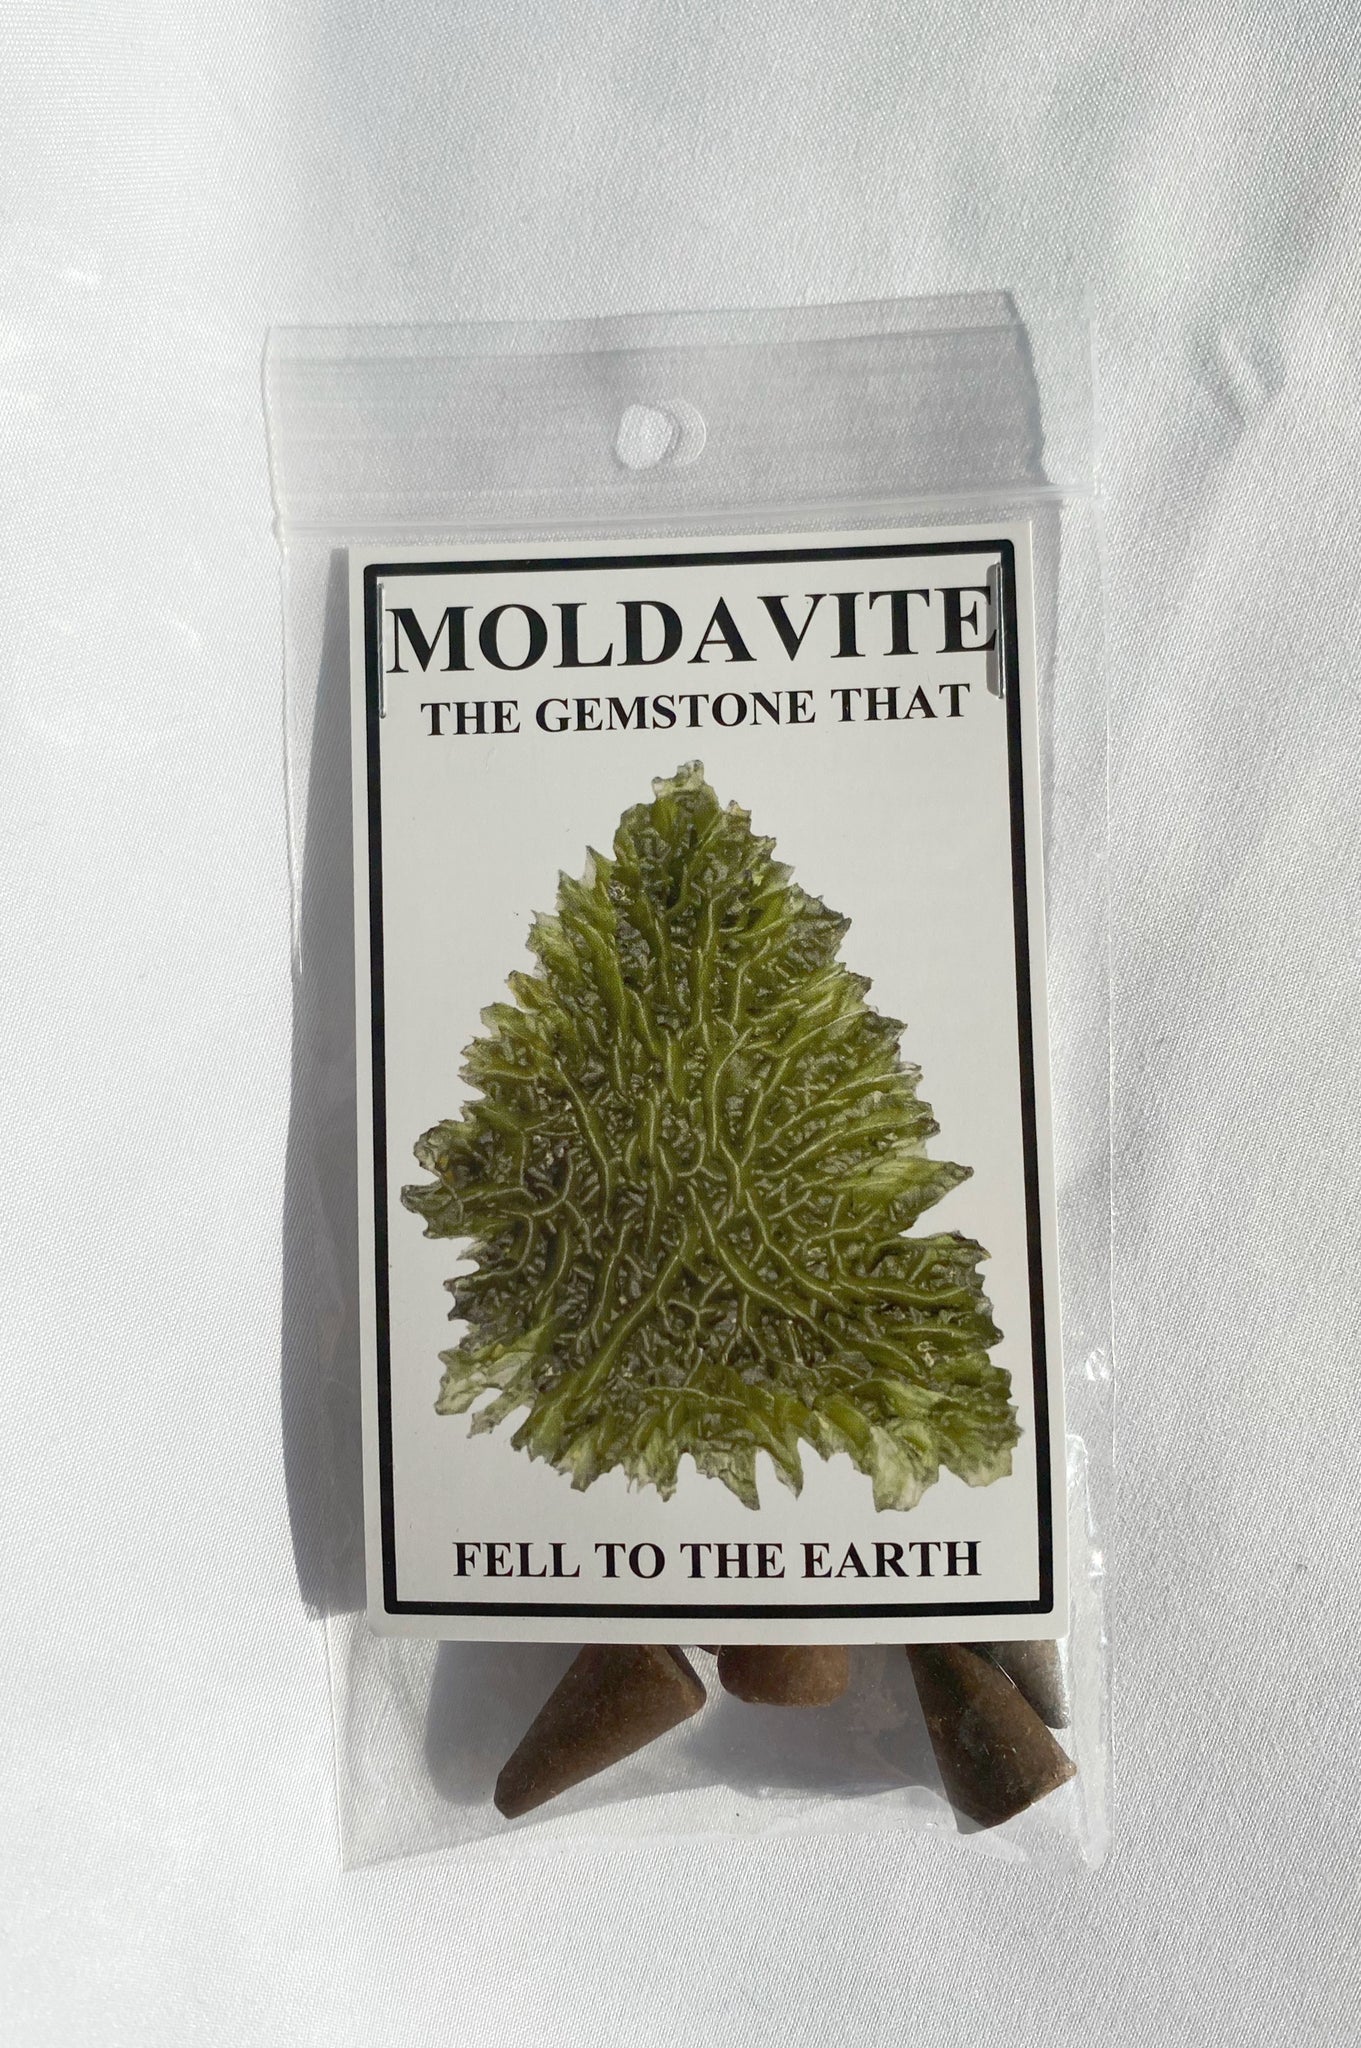 MOLDAVITE
THE GEMSTONE THAT
FELL TO THE EARTH